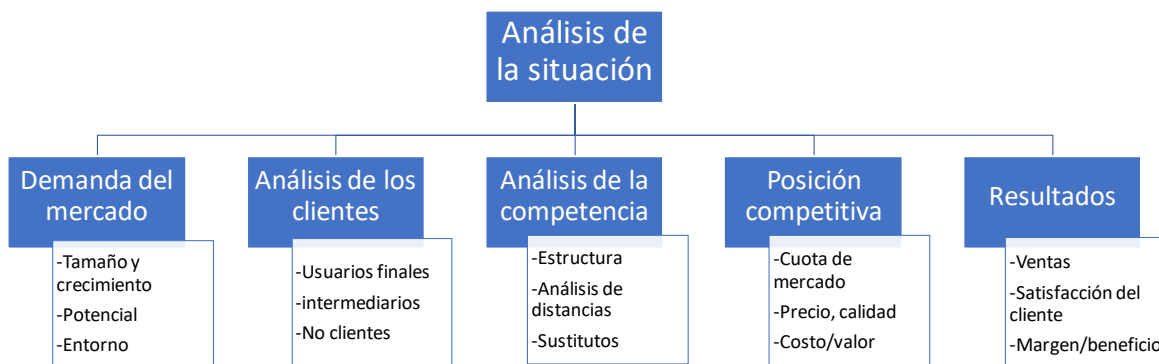 Análisis de
la situación
Demanda del
mercado
-Tamaño y
crecimiento
-Potencial
-Entorno
Análisis de los
clientes
-Usuarios finales
-intermediarios
-No clientes
Análisis de la
competencia
-Estructura
-Análisis de
distancias
-Sustitutos
Posición
competitiva
-Cuota de
mercado
-Precio, calidad
-Costo/valor
Resultados
-Ventas
-Satisfacción del
cliente
-Margen/beneficio